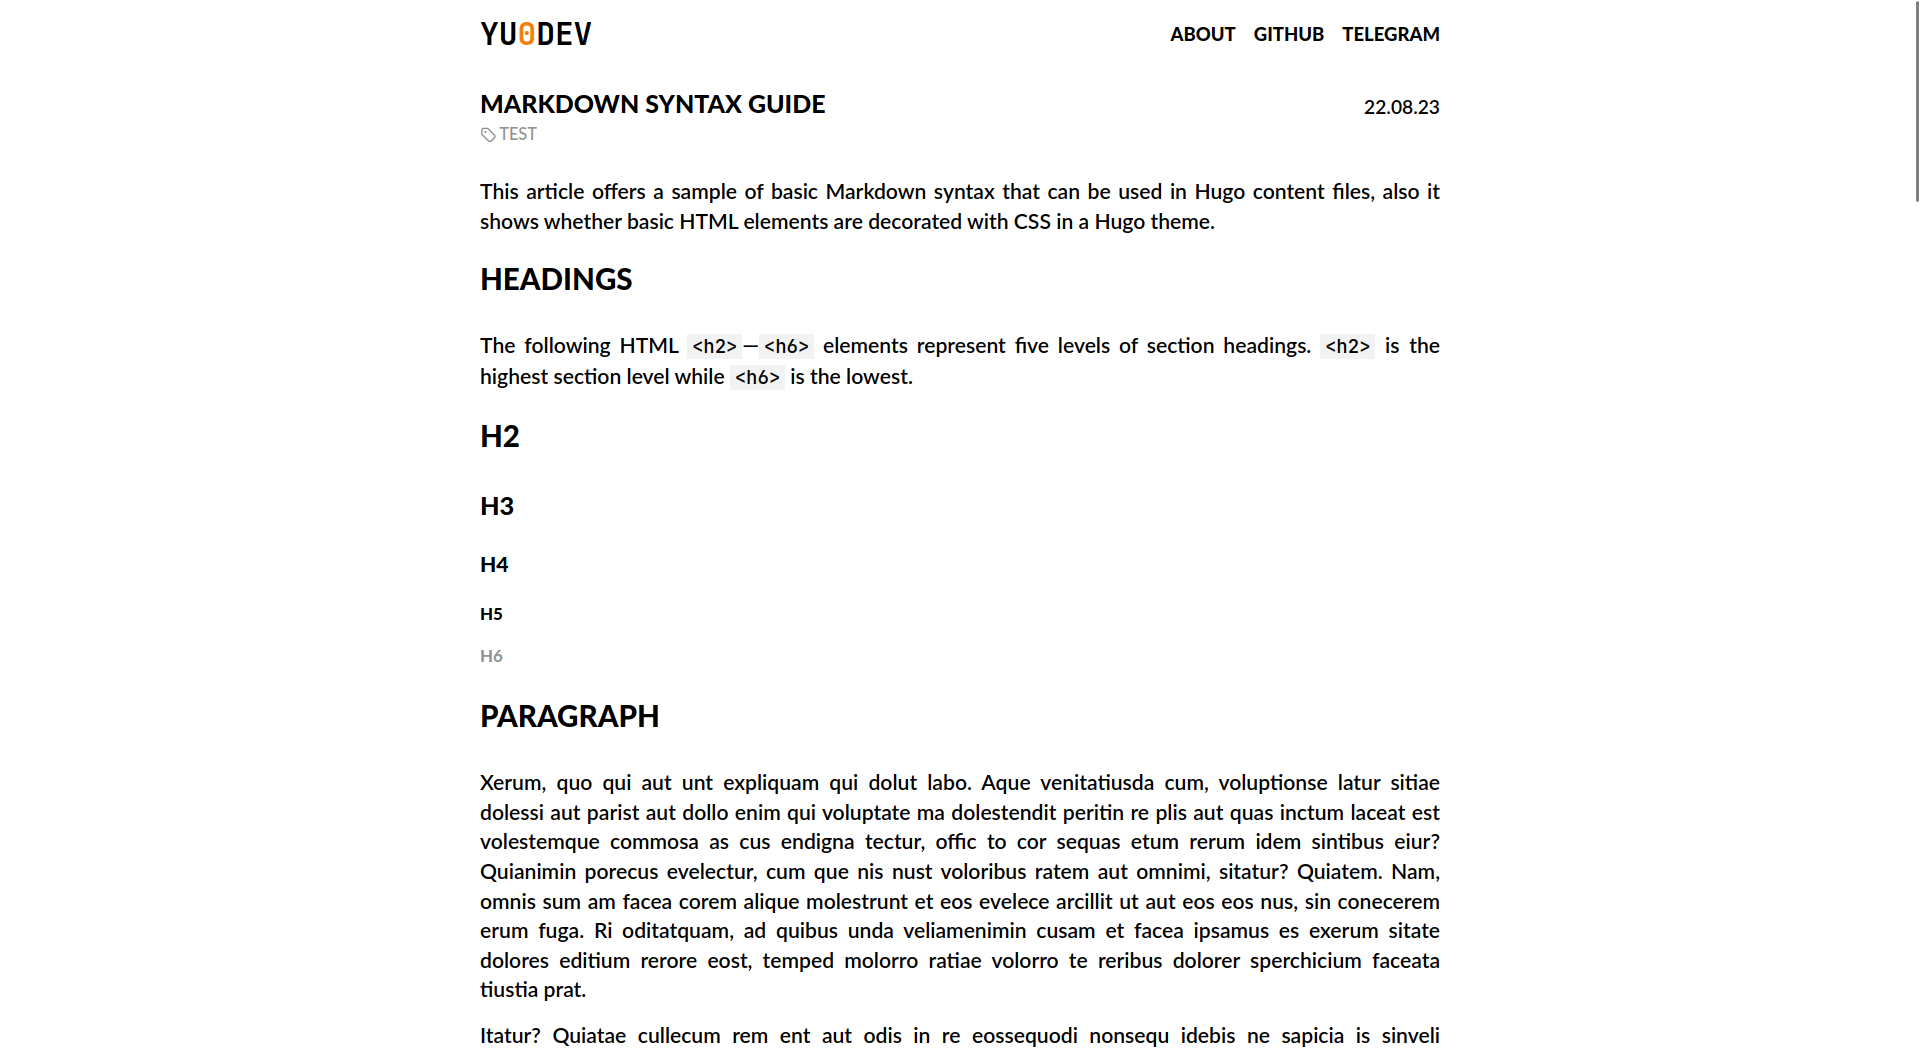 YU0DEV
ABOUT GITHUB TELEGRAM
MARKDOWN SYNTAX GUIDE
22.08.23
TEST
This article offers a sample of basic Markdown syntax that can be used in Hugo content files, also it
shows whether basic HTML elements are decorated with CSS in a Hugo theme.
HEADINGS
The following HTML <h2>—<h6> elements represent five levels of section headings. <h2> is the
highest section level while <h6> is the lowest.
H2
H3
H4
H5
H6
PARAGRAPH
Xerum, quo qui aut unt expliquam qui dolut labo. Aque venitatiusda cum, voluptionse latur sitiae
dolessi aut parist aut dollo enim qui voluptate ma dolestendit peritin re plis aut quas inctum laceat est
volestemque commosa as cus endigna tectur, offic to cor sequas etum rerum idem sintibus eiur?
Quianimin porecus evelectur, cum que nis nust voloribus ratem aut omnimi, sitatur? Quiatem. Nam,
omnis sum am facea corem alique molestrunt et eos evelece arcillit ut aut eos eos nus, sin conecerem
erum fuga. Ri oditatquam, ad quibus unda veliamenimin cusam et facea ipsamus es exerum sitate
dolores editium rerore eost, temped molorro ratiae volorro te reribus dolorer sperchicium faceata
tiustia prat.
Itatur? Quiatae cullecum rem ent aut odis in re eossequodi nonsequ idebis ne sapicia is sinveli